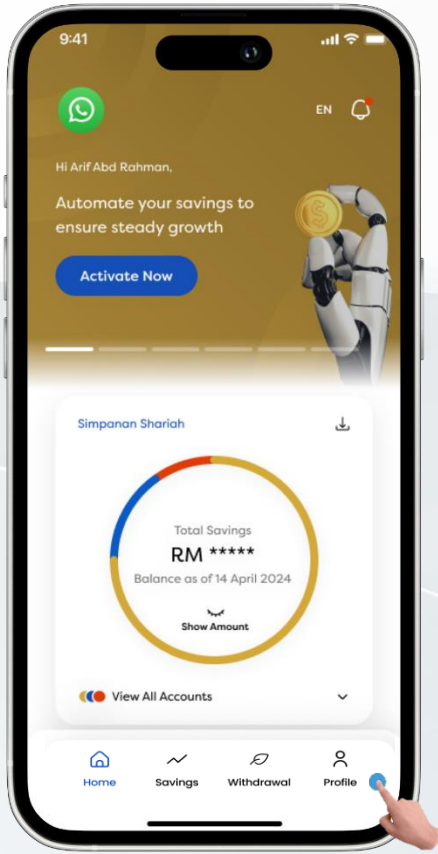 9:41
EN
Hi Arif Abd Rahman,
Automate your savings to
ensure steady growth
Activate Now
Simpanan Shariah
Total Savings
RM *****
Balance as of 14 April 2024
Show Amount
View All Accounts
Home Savings Withdrawal Profile